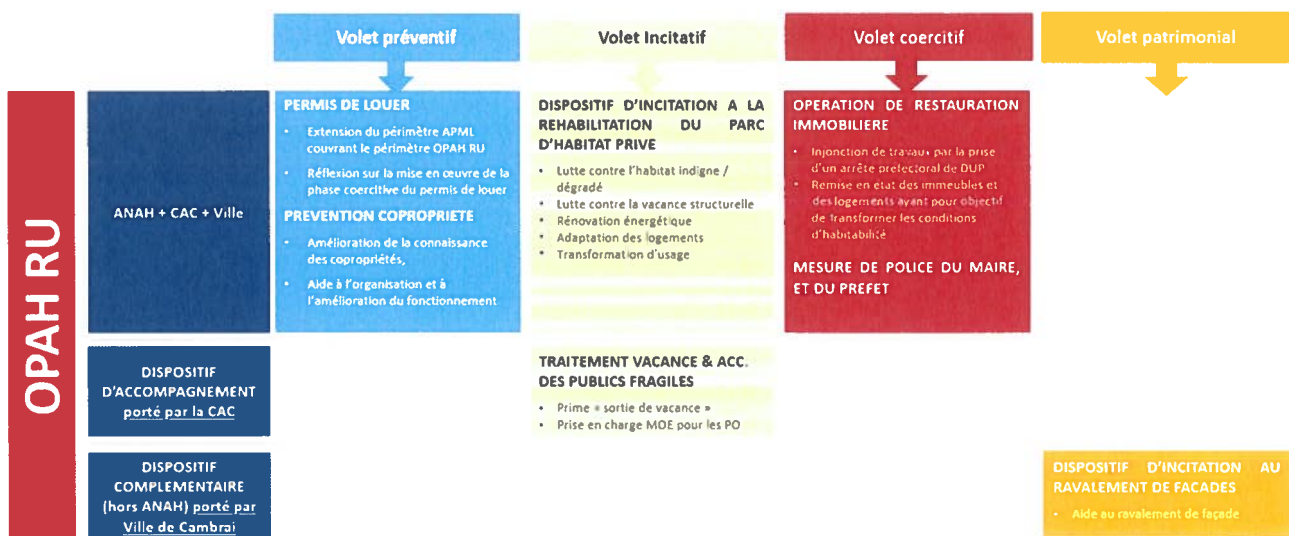 Volet préventif
Volet Incitatif
Volet coercitif
Volet patrimonial
OPAH RU
ANAH + CAC + Ville
PERMIS DE LOUER
• Extension du périmètre APML
couvrant le périmètre OPAH RU
• Réflexion sur la mise en œuvre de la
phase coercitive du permis de louer
PREVENTION COPROPRIETE
• Amélioration de la connaissance
des copropriétés,
• Aide à l'organisation et à
l'amélioration du fonctionnement
DISPOSITIF D'INCITATION A LA
REHABILITATION DU PARC
D'HABITAT PRIVE
• Lutte contre l'habitat indigne /
dégradé
• Lutte contre la vacance structurelle
• Rénovation énergétique
• Adaptation des logements
• Transformation d'usage
OPERATION DE RESTAURATION
IMMOBILIERE
• Injonction de travaux par la prise
d'un arrête prefectoral de DUP
• Remise en état des immeubles et
des logements ayant pour objectif
de transformer les conditions
d'habitabilité
MESURE DE POLICE DU MAIRE,
ET DU PREFET
DISPOSITIF
D'ACCOMPAGNEMENT
porté par la CAC
TRAITEMENT VACANCE & ACC.
DES PUBLICS FRAGILES
• Prime « sortie de vacance »
• Prise en charge MOE pour les PO
DISPOSITIF
COMPLEMENTAIRE
(hors ANAH) porté par
Ville de Cambrai
DISPOSITIF D'INCITATION AU
RAVALEMENT DE FACADES
• Aide au ravalement de façade